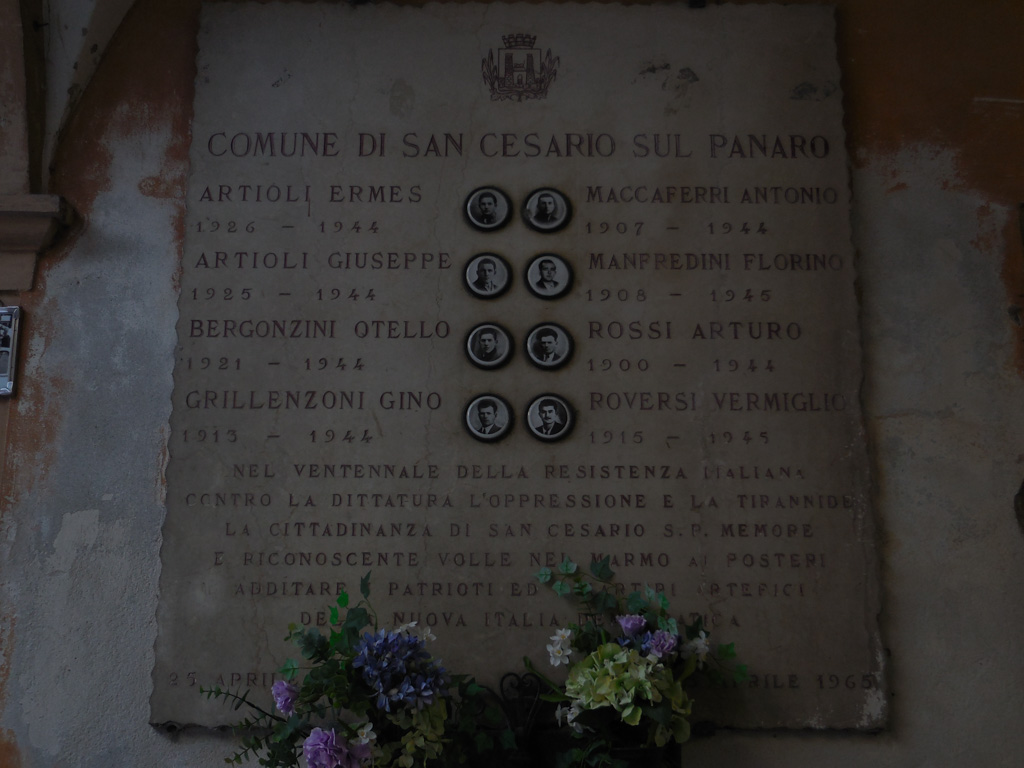 COMUNE DI SAN CESARIO SUL PANARO
ARTIOLI ERMES
1926 – 1944
ARTIOLI GIUSEPPE
1925 – 1944
BERGONZINI OTELLO
1921 – 1944
GRILLENZONI GINO
1913 – 1944
MACCAFERRI ANTONIO
1907 – 1944
MANFREDINI FLORINO
1908 – 1945
ROSSI ARTURO
1900 – 1944
ROVERSI VERMIGLIO
1915 – 1945
NEL VENTENNALE DELLA RESISTENZA ITALIANA
CONTRO LA DITTATURA L'OPPRESSIONE E LA TIRANNIDE
LA CITTADINANZA DI SAN CESARIO S.P. MEMORE
E RICONOSCENTE VOLLE NEL MARMO AI POSTERI
ADDITARE I PATRIOTI ED MARTIRI ARTEFICI
DELLA NUOVA ITALIA
25 APRILE 1965